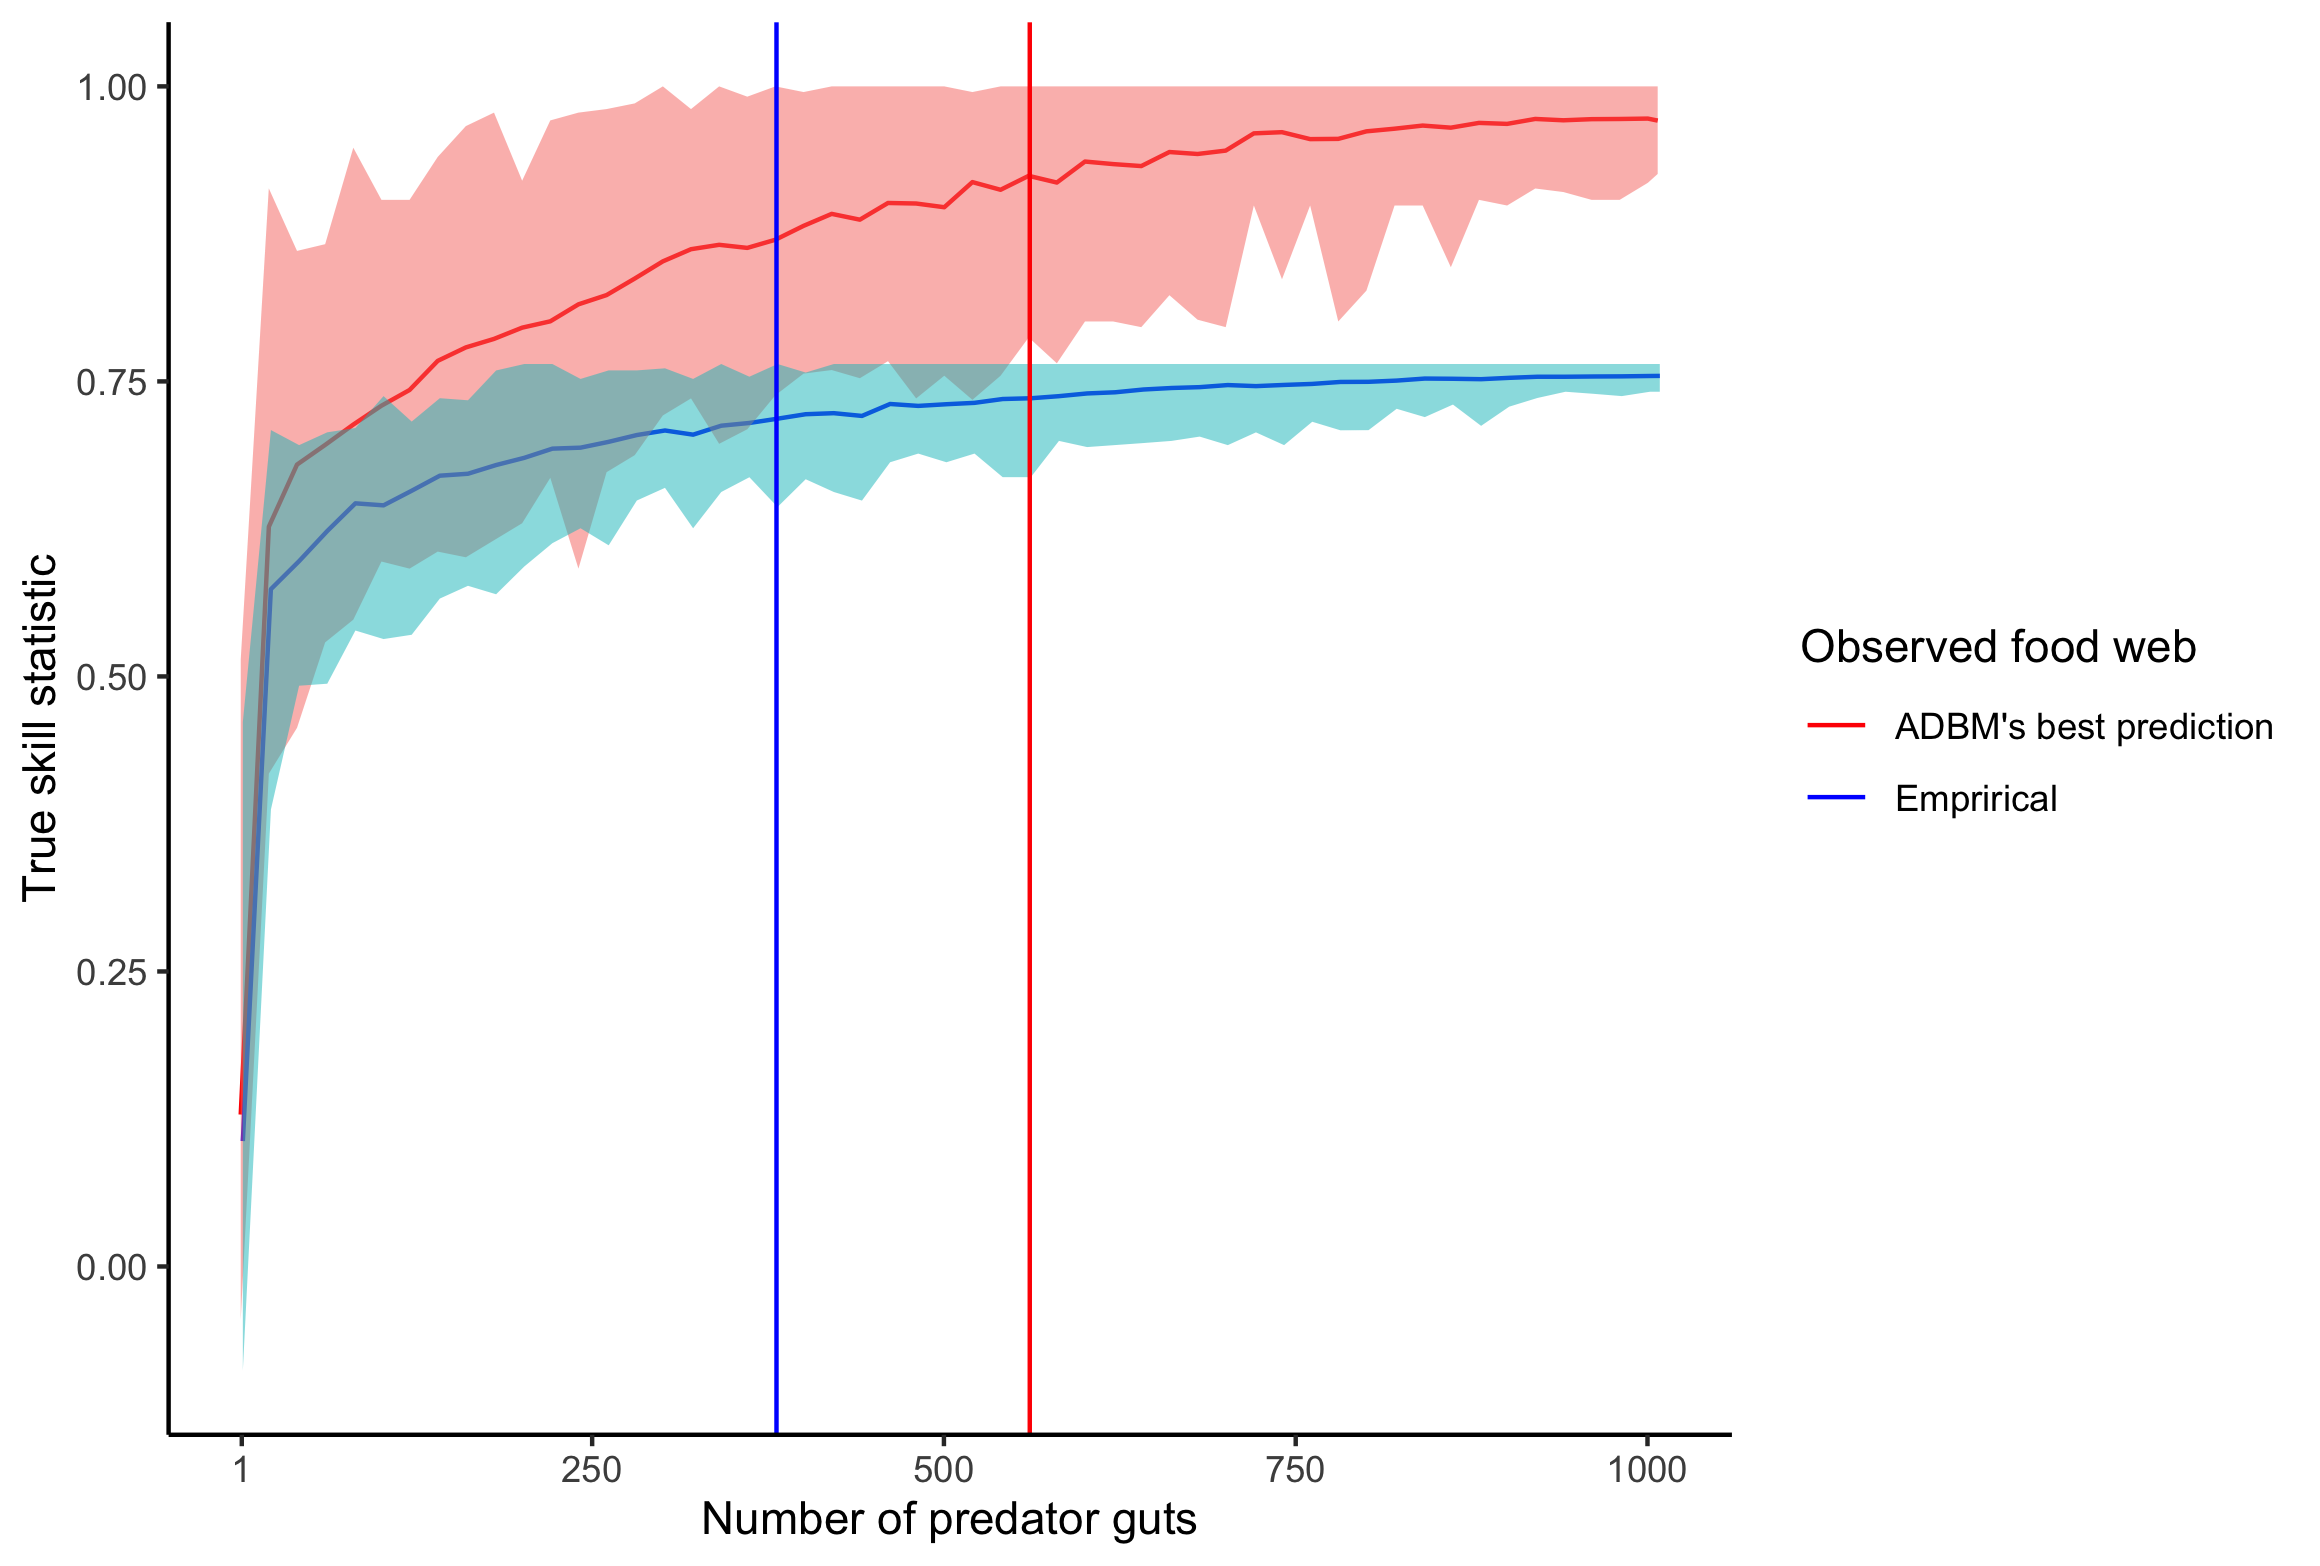 1.00
0.75
0.50
0.25
0.00
True skill statistic
1 250 500 750 1000
Number of predator guts
Observed food web
ADBM's best prediction
Emprirical